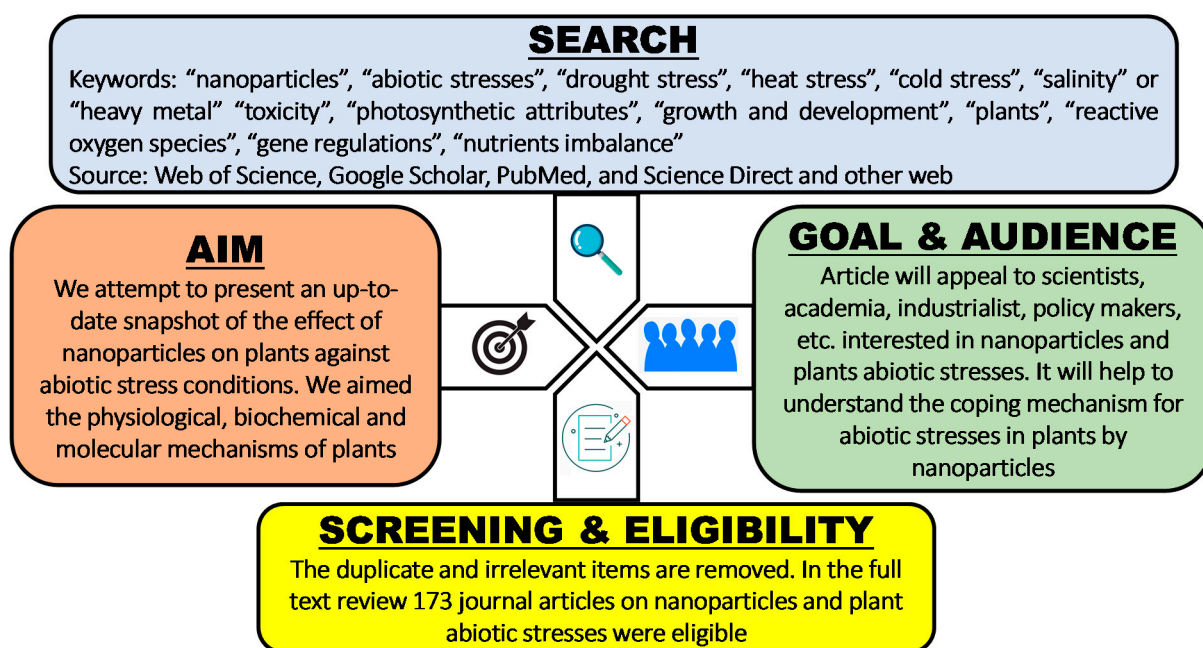 SEARCH
Keywords: “nanoparticles”, “abiotic stresses”, “drought stress”, “heat stress”, “cold stress”, “salinity” or
“heavy metal” “toxicity”, “photosynthetic attributes”, “growth and development”, “plants”, “reactive
oxygen species”, “gene regulations”, “nutrients imbalance”
Source: Web of Science, Google Scholar, PubMed, and Science Direct and other web
AIM
We attempt to present an up-to-
date snapshot of the effect of
nanoparticles on plants against
abiotic stress conditions. We aimed
the physiological, biochemical and
molecular mechanisms of plants
GOAL & AUDIENCE
Article will appeal to scientists,
academia, industrialist, policy makers,
etc. interested in nanoparticles and
plants abiotic stresses. It will help to
understand the coping mechanism for
abiotic stresses in plants by
nanoparticles
SCREENING & ELIGIBILITY
The duplicate and irrelevant items are removed. In the full
text review 173 journal articles on nanoparticles and plant
abiotic stresses were eligible